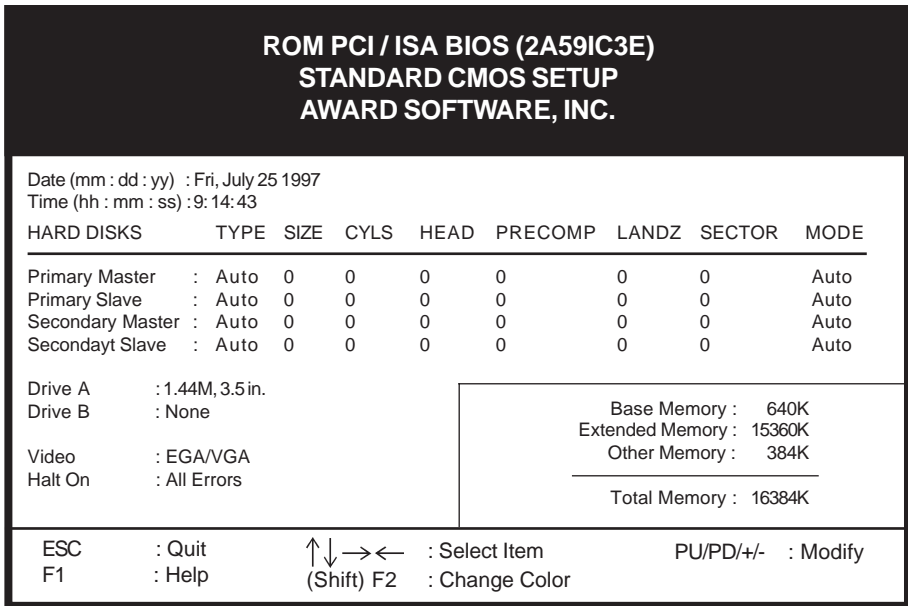 ROM PCI / ISA BIOS (2A59IC3E)
STANDARD CMOS SETUP
AWARD SOFTWARE, INC.
Date (mm : dd : yy) : Fri, July 25 1997
Time (hh : mm : ss) : 9: 14: 43
HARD DISKS TYPE SIZE CYLS HEAD PRECOMP LANDZ SECTOR MODE
Primary Master : Auto 0 0 0 0 0 0 Auto
Primary Slave : Auto 0 0 0 0 0 0 Auto
Secondary Master : Auto 0 0 0 0 0 0 Auto
Secondayt Slave : Auto 0 0 0 0 0 0 Auto
Drive A : 1.44M, 3.5 in.
Drive B : None
Video : EGA/VGA
Halt On : All Errors
Base Memory : 640K
Extended Memory : 15360K
Other Memory : 384K
Total Memory : 16384K
ESC : Quit ↑↓→← : Select Item PU/PD/+/- : Modify
F1 : Help (Shift) F2 : Change Color